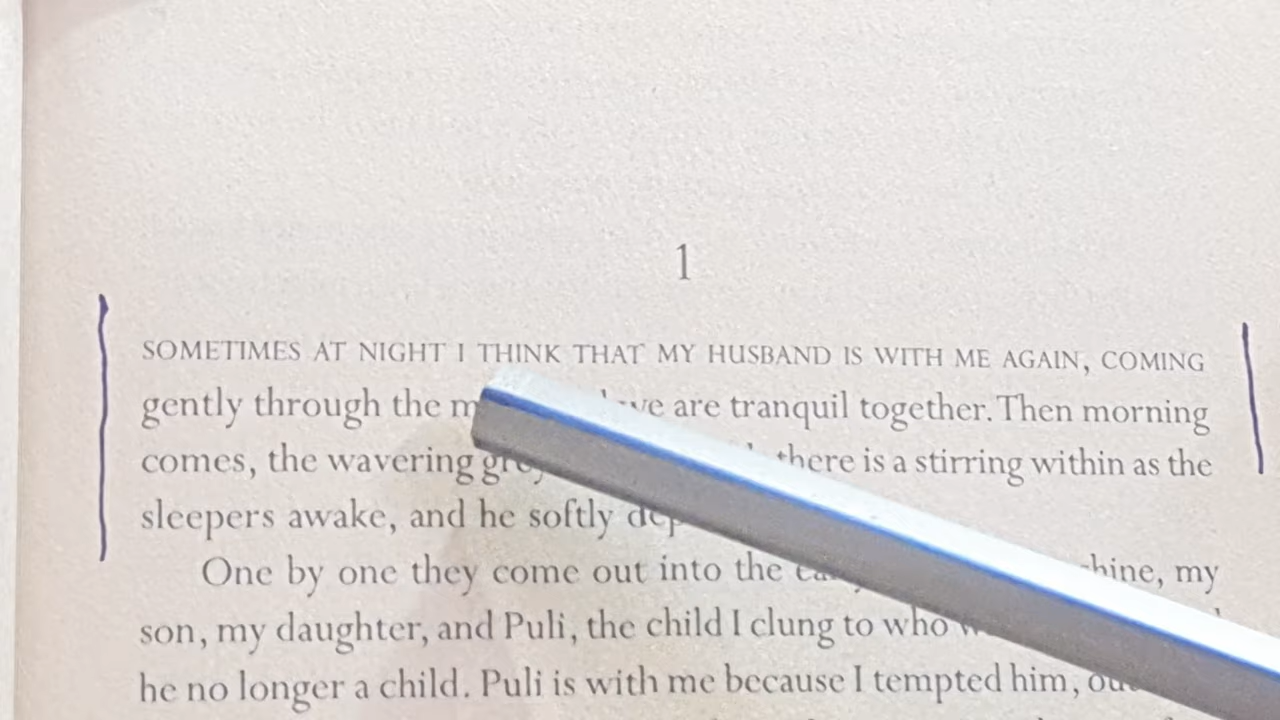 1
SOMETIMES AT NIGHT I THINK THAT MY HUSBAND IS WITH ME AGAIN, COMING
gently through the are tranquil together. Then morning
comes, the wavering there is a stirring within as the
sleepers awake, and he softly
One by one they come out into the my
son, my daughter, and Puli, the child I clung to who
he no longer a child. Puli is with me because I tempted him,